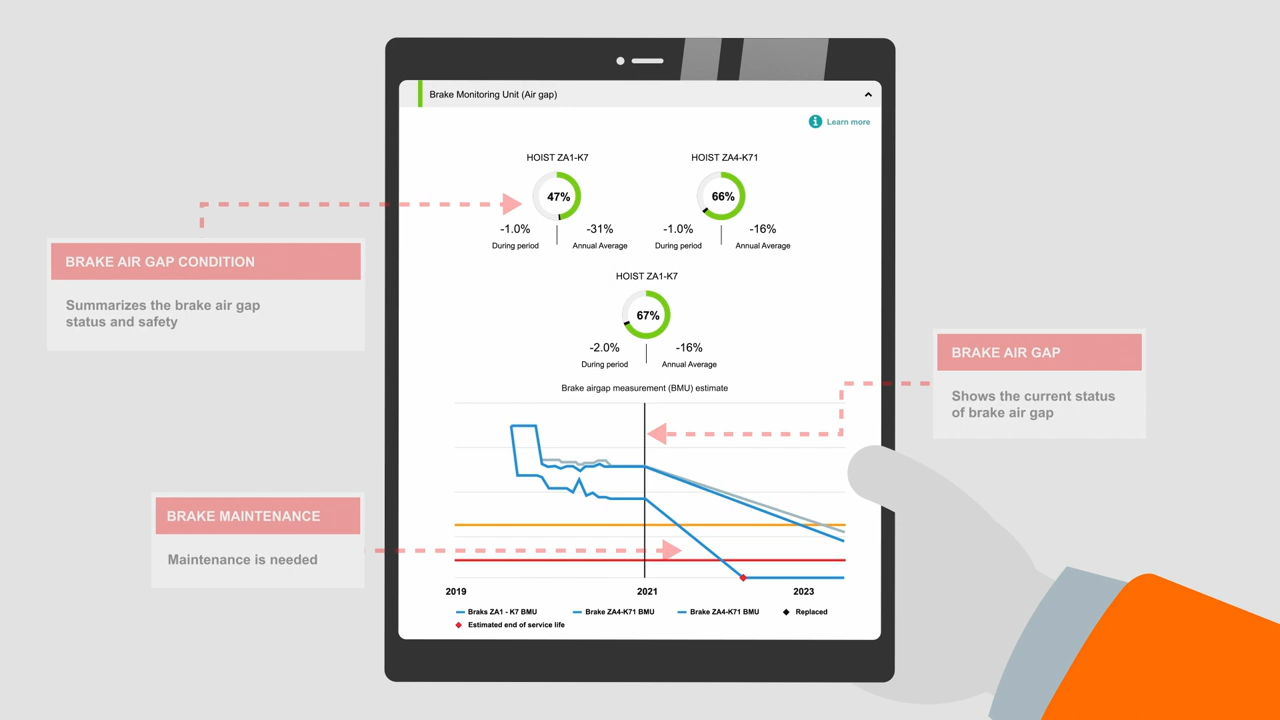 Brake Monitoring Unit (Air gap)
Learn more
HOIST ZA1-K7
HOIST ZA4-K71
47%
66%
-1.0%
-31%
-1.0%
-16%
During period
Annual Average
During period
Annual Average
BRAKE AIR GAP CONDITION
Summarizes the brake air gap
status and safety
HOIST ZA1-K7
67%
-2.0%
-16%
During period
Annual Average
BRAKE AIR GAP
Shows the current status
of brake air gap
Brake airgap measurement (BMU) estimate
BRAKE MAINTENANCE
Maintenance is needed
2019
2021
2023
Braks ZA1 - K7 BMU
Brake ZA4-K71 BMU
Brake ZA4-K71 BMU
Replaced
Estimated end of service life